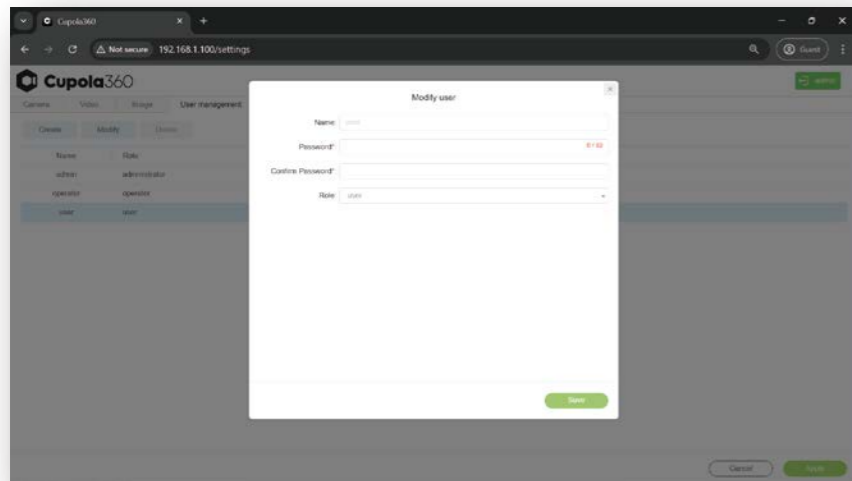 Cupola360
Not secure 192.168.1.100/settings Guest
Cupola360 admin
Camera Video Image User management
Create Modify Delete
Name Role
admin administrator
operator operator
user user
Modify user
Name user
Password* 0 / 32
Confirm Password*
Role user
Save
Cancel Apply